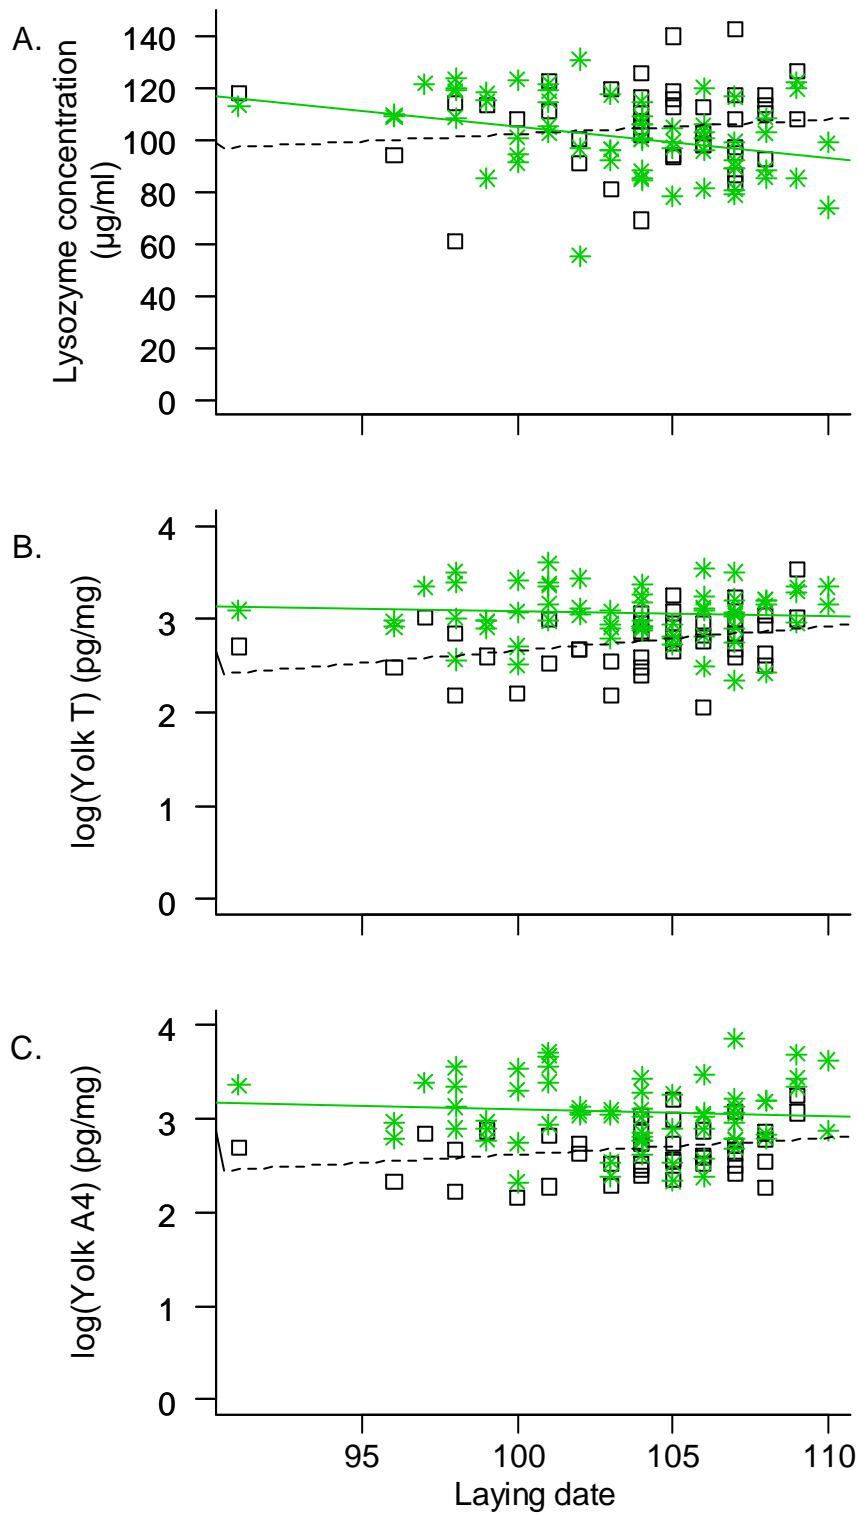 A.
Lysozyme concentration
(µg/ml)
140
120
100
80
60
40
20
0
B.
log(Yolk T) (pg/mg)
4
3
2
1
0
C.
log(Yolk A4) (pg/mg)
4
3
2
1
0
95 100 105 110
Laying date